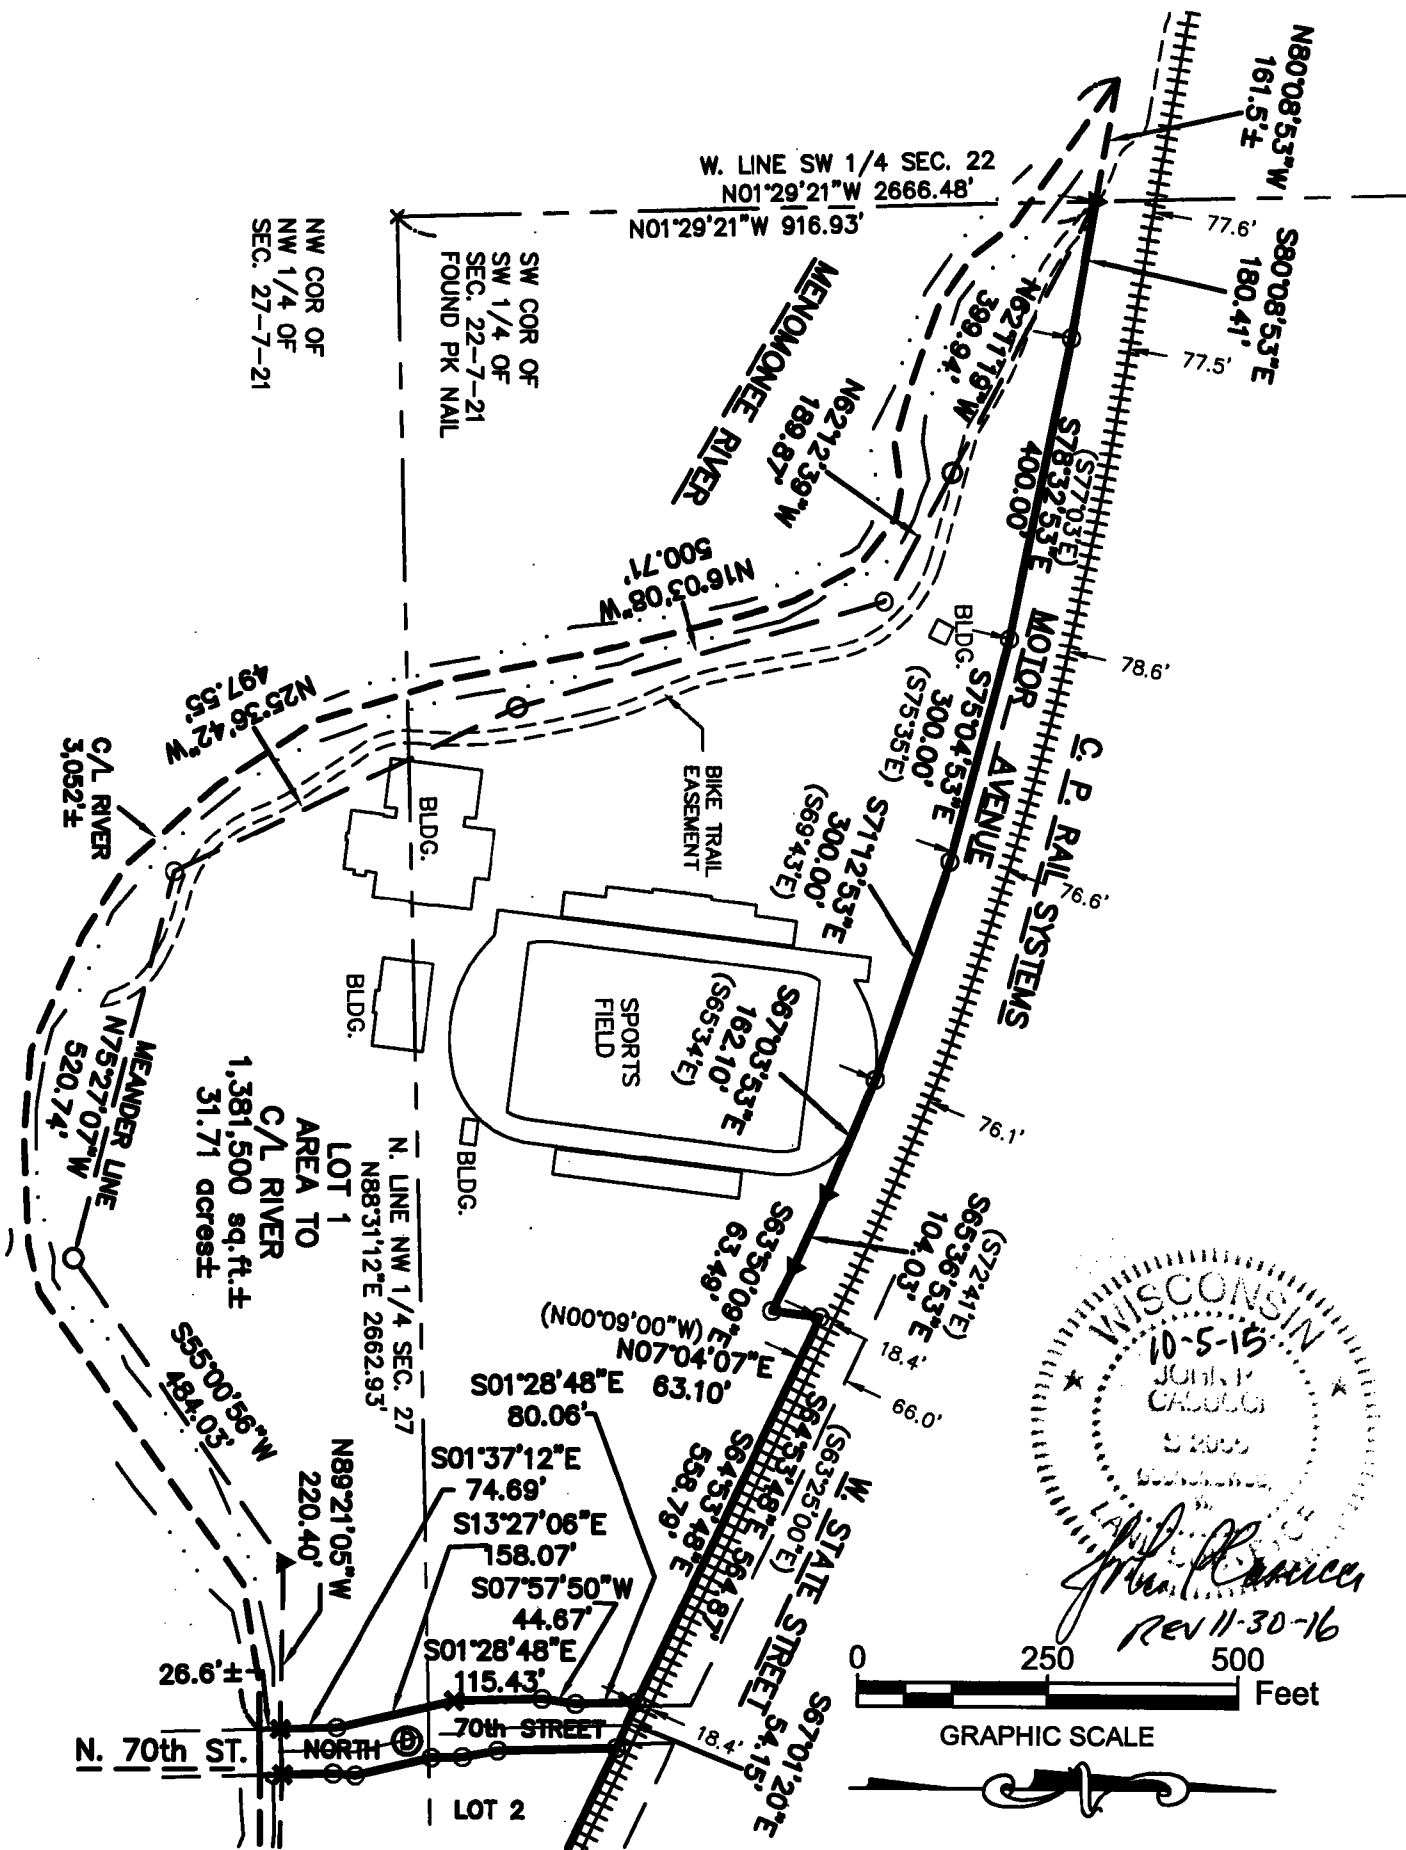 N80°08'53"W
161.5'±
W. LINE SW 1/4 SEC. 22
N01°29'21"W 2666.48'
N01°29'21"W 916.93'
77.6'
S80°08'53"E
180.41'
77.5'
NW COR OF
NW 1/4 OF
SEC. 27-7-21
SW COR OF
SW 1/4 OF
SEC. 22-7-21
FOUND PK NAIL
MENOMONEE RIVER
N62°11'19"W
399.94'
N62°12'39"W
189.87'
(S77°03'E)
S78°32'53"E
400.00'
BLDG.
78.6'
N16°03'08"W
500.71'
N25°36'42"W
497.55'
C/L RIVER
3,052'±
BIKE TRAIL
EASEMENT
MOTOR AVENUE
C. P. RAIL SYSTEMS
S75°04'53"E
300.00'
(S75°35'E)
S71°12'53"E
300.00'
(S69°43'E)
76.6'
BLDG.
BLDG.
SPORTS
FIELD
S67°03'53"E
162.10'
(S65°34'E)
76.1'
BLDG.
MEANDER LINE
N75°27'07"W
520.74'
LOT 1
AREA TO
C/L RIVER
1,381,500 sq.ft.±
31.71 acres±
N. LINE NW 1/4 SEC. 27
N88°31'12"E 2662.93'
(S72°41'E)
S65°36'53"E
104.03'
S63°50'09"E
63.49'
(N00°09'00"W)
N07°04'07"E
63.10'
18.4'
66.0'
S55°00'56"W
484.03'
N89°21'05"W
220.40'
S01°28'48"E
80.06'
S01°37'12"E
74.69'
S13°27'06"E
158.07'
S07°57'50"W
44.67'
S01°28'48"E
115.43'
(S63°25'00"E)
S64°53'48"E 564.87'
S64°53'48"E
558.79'
W. STATE STREET
S67°01'20"E
54.15'
18.4'
26.6'±
N. 70th ST.
NORTH 70th STREET
LOT 2
WISCONSIN
10-5-15
JOHN P.
CASUCCI
REV 11-30-16
0 250 500
Feet
GRAPHIC SCALE